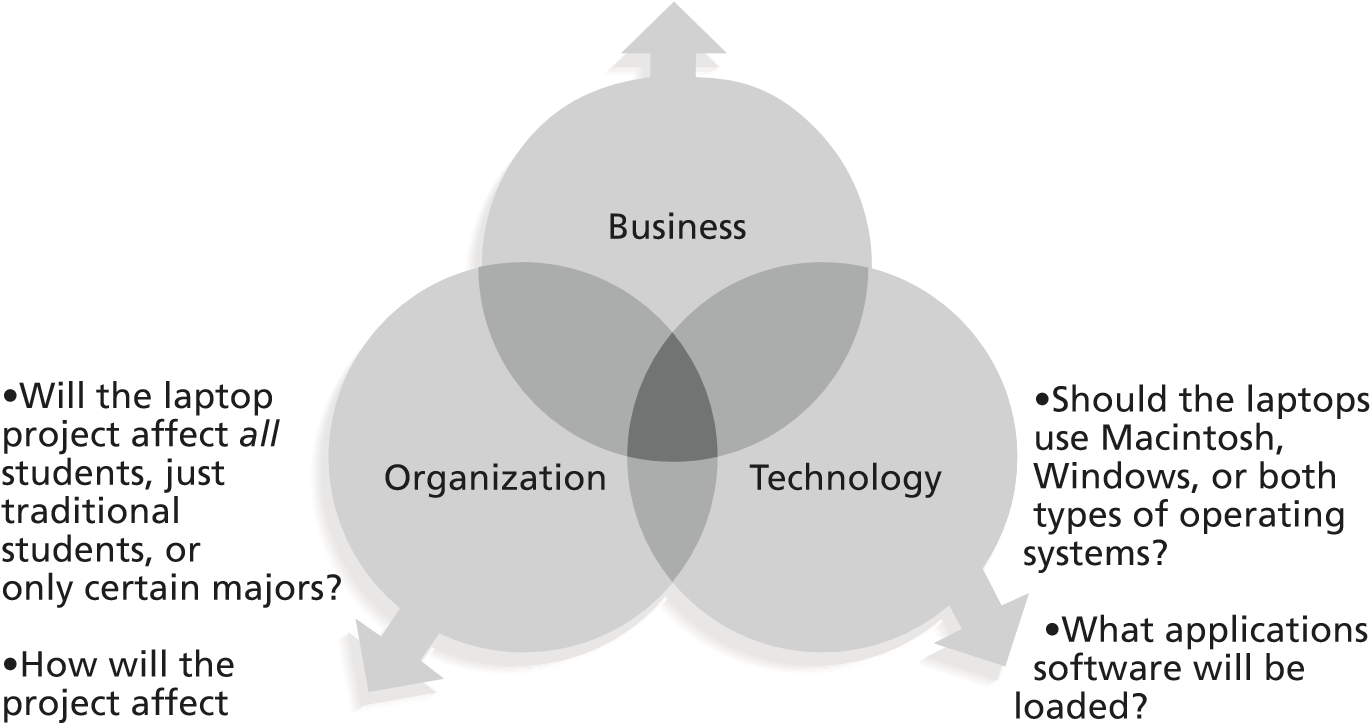 Business
Organization
Technology
•Will the laptop
project affect all
students, just
traditional
students, or
only certain majors?
•How will the
project affect
•Should the laptops
use Macintosh,
Windows, or both
types of operating
systems?
•What applications
software will be
loaded?